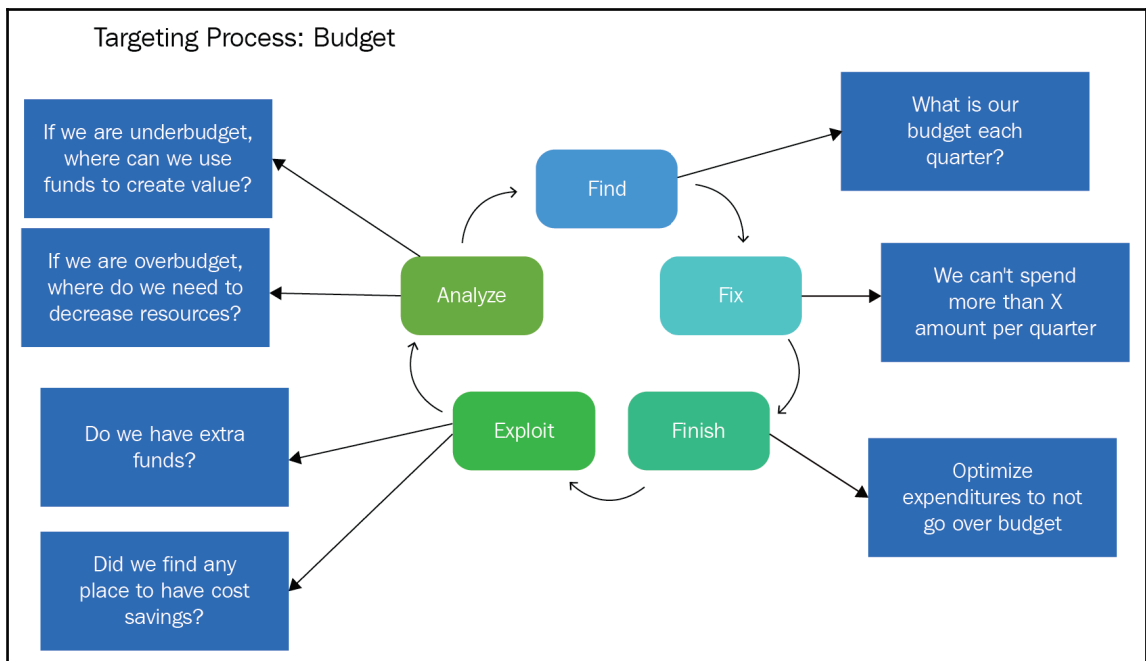 Targeting Process: Budget
If we are underbudget,
where can we use
funds to create value?
What is our
budget each
quarter?
Find
If we are overbudget,
where do we need to
decrease resources?
Analyze
Fix
We can't spend
more than X
amount per quarter
Do we have extra
funds?
Exploit
Finish
Optimize
expenditures to not
go over budget
Did we find any
place to have cost
savings?